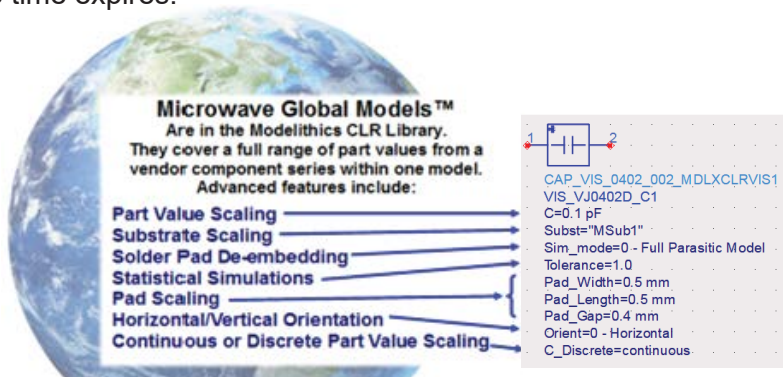 time expires.
Microwave Global Models™
Are in the Modelithics CLR Library.
They cover a full range of part values from a
vendor component series within one model.
Advanced features include:
Part Value Scaling
Substrate Scaling
Solder Pad De-embedding
Statistical Simulations
Pad Scaling
Horizontal/Vertical Orientation
Continuous or Discrete Part Value Scaling
1 2
CAP_VIS_0402_002_MDLXCLRVIS1
VIS_VJ0402D_C1
C=0.1 pF
Subst="MSub1"
Sim_mode=0 - Full Parasitic Model
Tolerance=1.0
Pad_Width=0.5 mm
Pad_Length=0.5 mm
Pad_Gap=0.4 mm
Orient=0 - Horizontal
C_Discrete=continuous